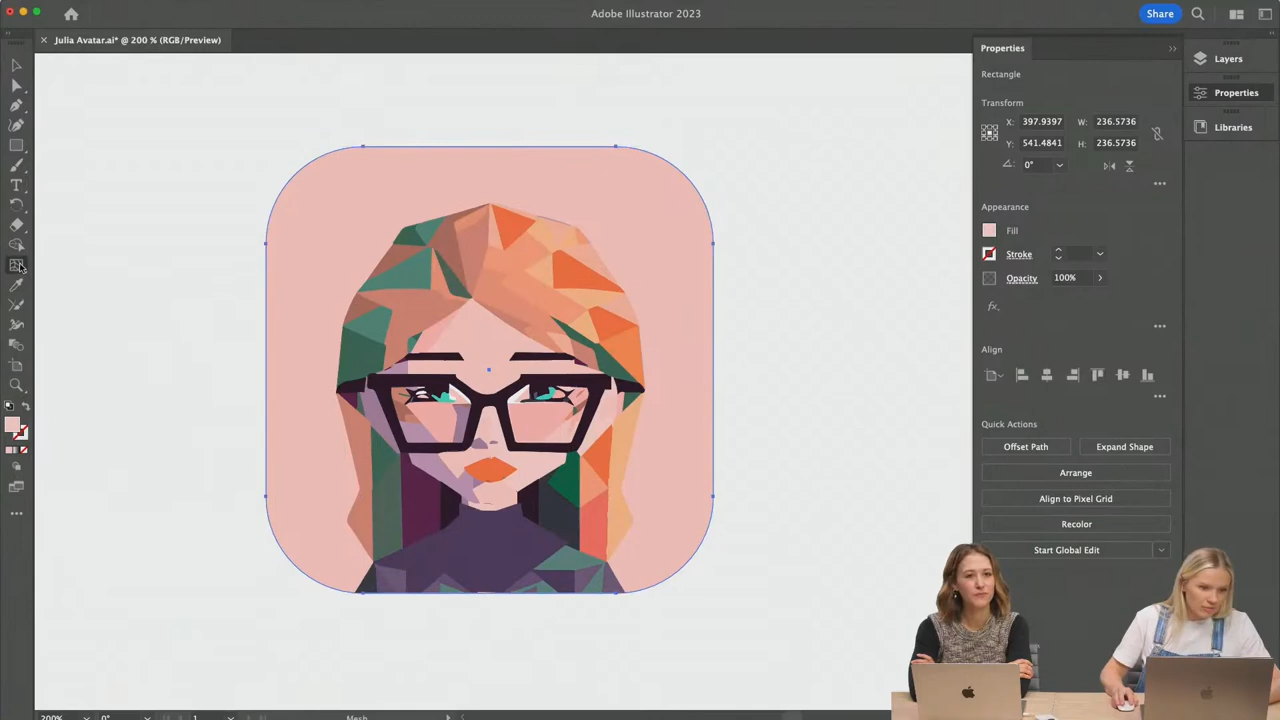 Adobe Illustrator 2023
Share
Julia Avatar.ai* @ 200 % (RGB/Preview)
Properties
Layers
Rectangle
Properties
Transform
X: 397.9397 W: 236.5736
Libraries
Y: 541.4841 H: 236.5736
0°
Appearance
Fill
Stroke
Opacity 100%
fx.
Align
Quick Actions
Offset Path
Expand Shape
Arrange
Align to Pixel Grid
Recolor
Start Global Edit
200% 0° 1 Mesh